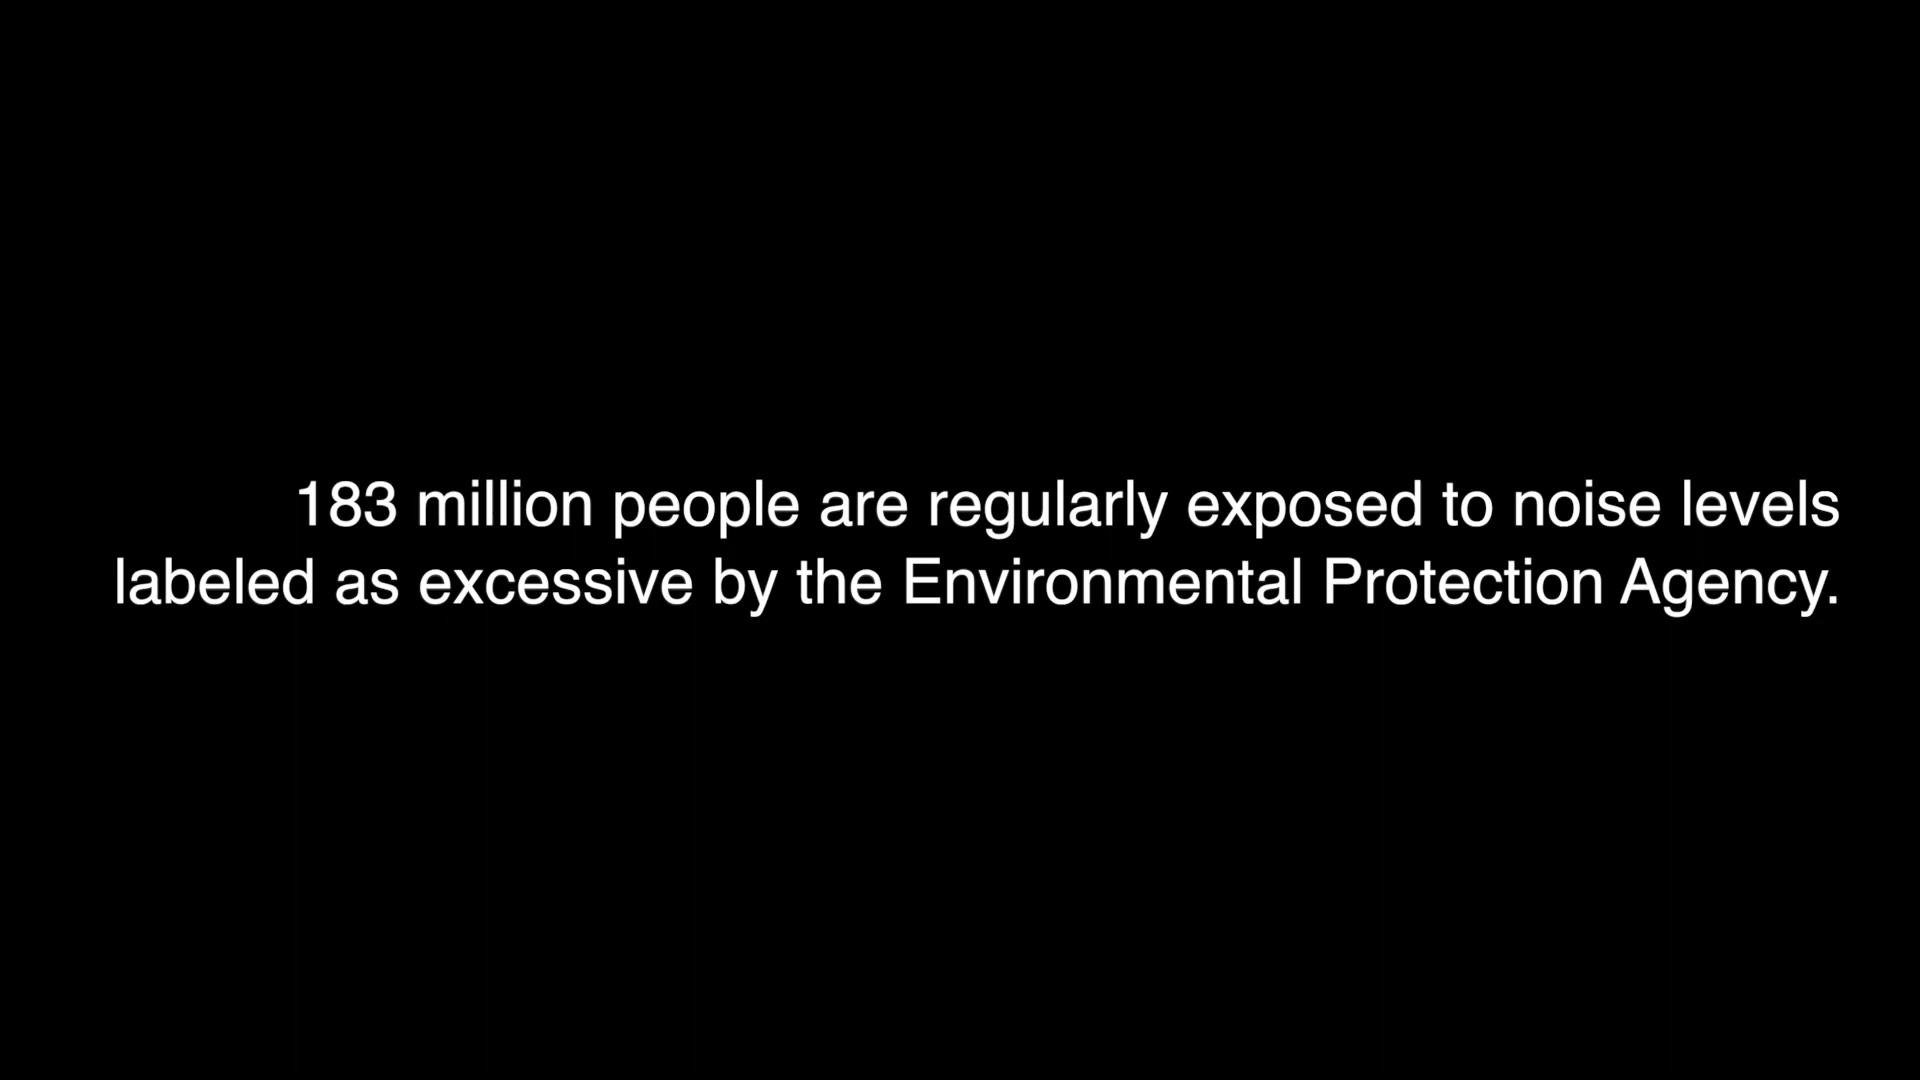 183 million people are regularly exposed to noise levels
labeled as excessive by the Environmental Protection Agency.